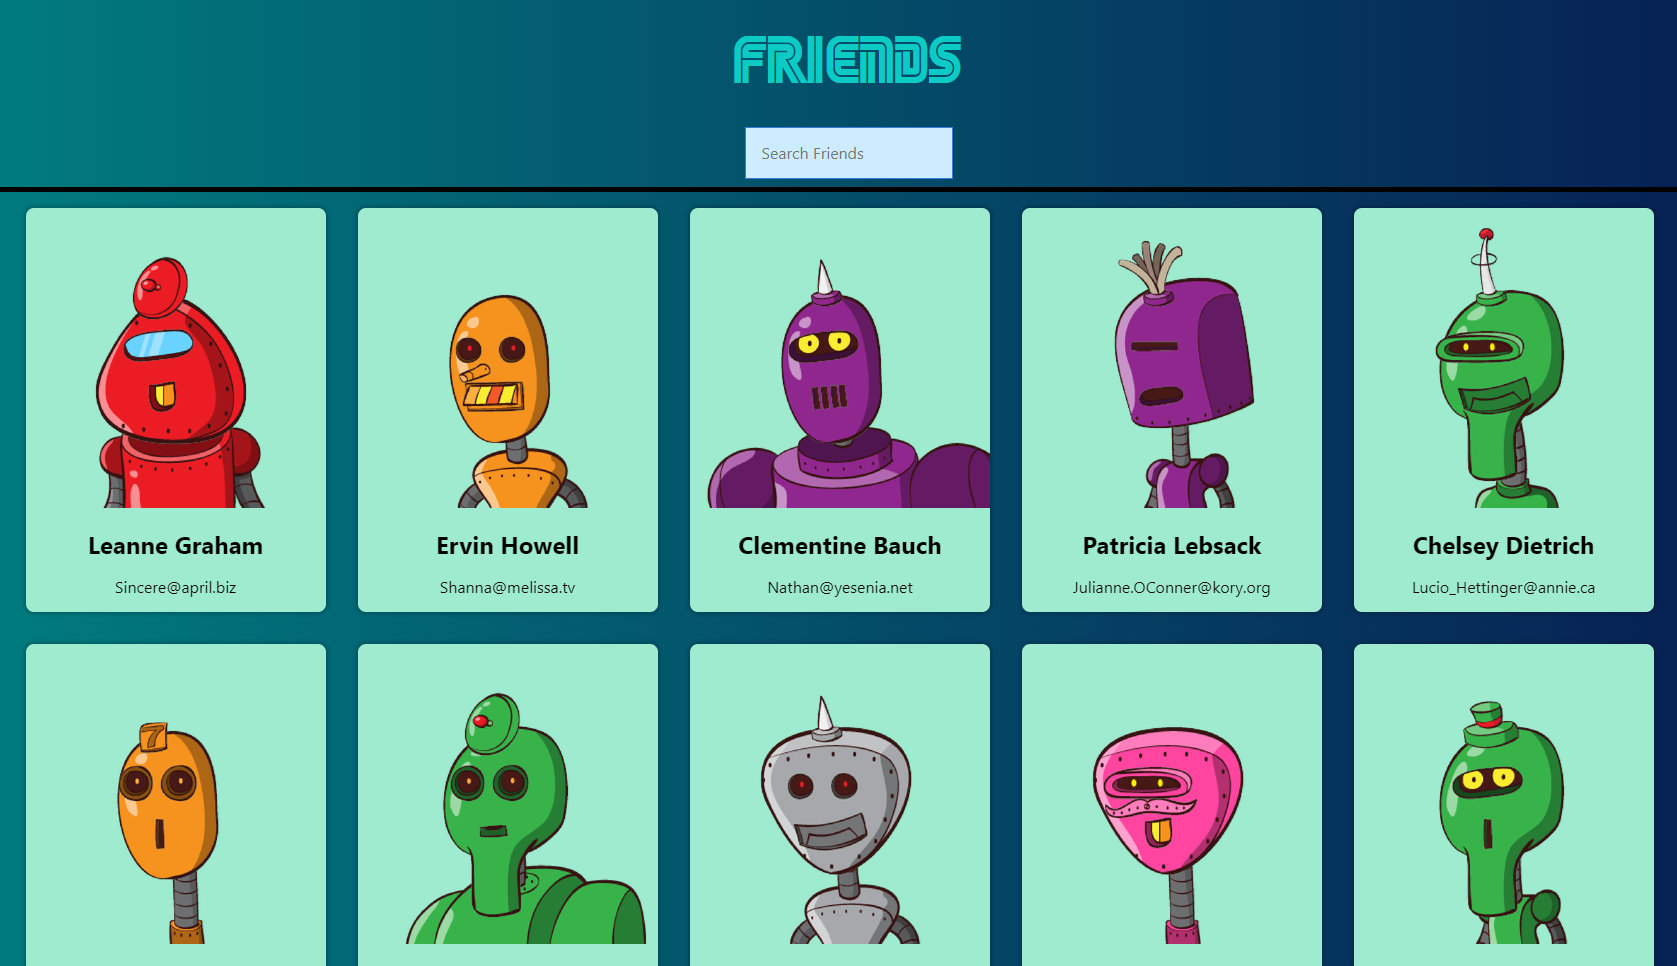 FRIENDS
Search Friends
Leanne Graham
Sincere@april.biz
Ervin Howell
Shanna@melissa.tv
Clementine Bauch
Nathan@yesenia.net
Patricia Lebsack
Julianne.OConner@kory.org
Chelsey Dietrich
Lucio_Hettinger@annie.ca
7